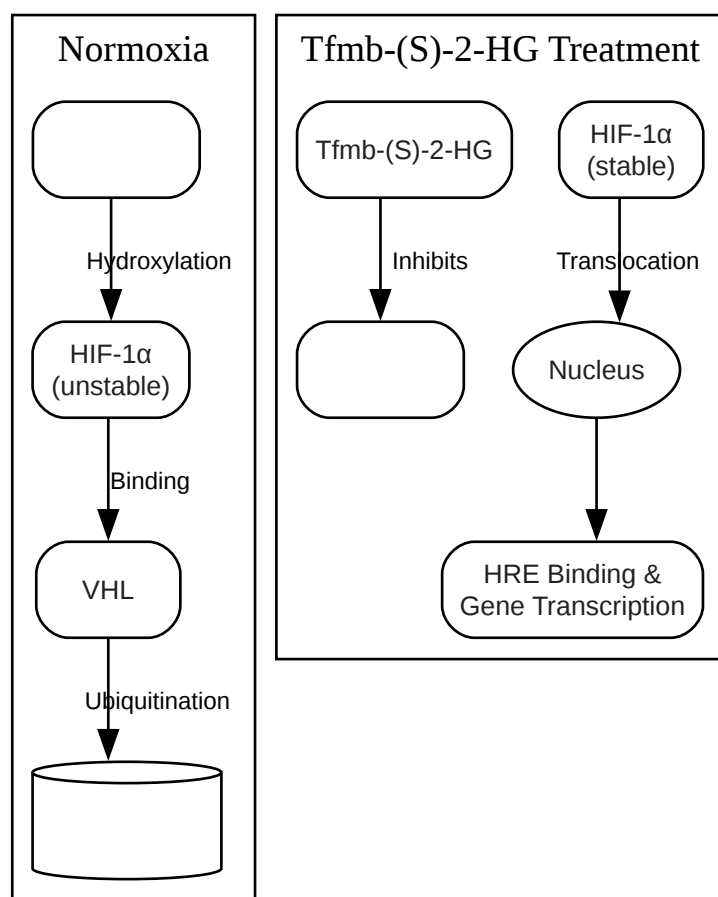 Normoxia
Hydroxylation
HIF-1α
(unstable)
Binding
VHL
Ubiquitination
Tfmb-(S)-2-HG Treatment
Tfmb-(S)-2-HG
HIF-1α
(stable)
Inhibits
Translocation
Nucleus
HRE Binding &
Gene Transcription